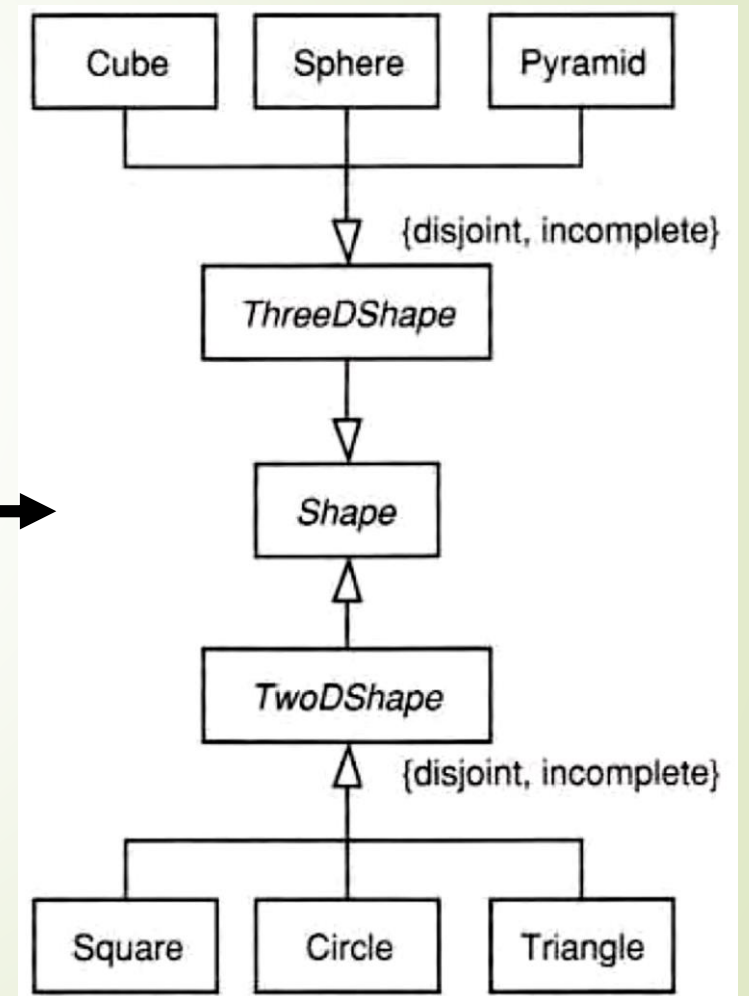 Cube
Sphere
Pyramid
{disjoint, incomplete}
ThreeDShape
Shape
TwoDShape
{disjoint, incomplete}
Square
Circle
Triangle